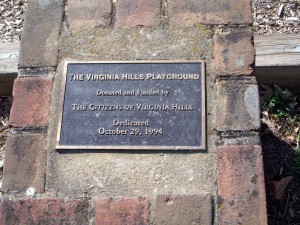 The Virginia Hills Playground
Donated and Funded by
The Citizens of Virginia Hills
Dedicated
October 29, 1994